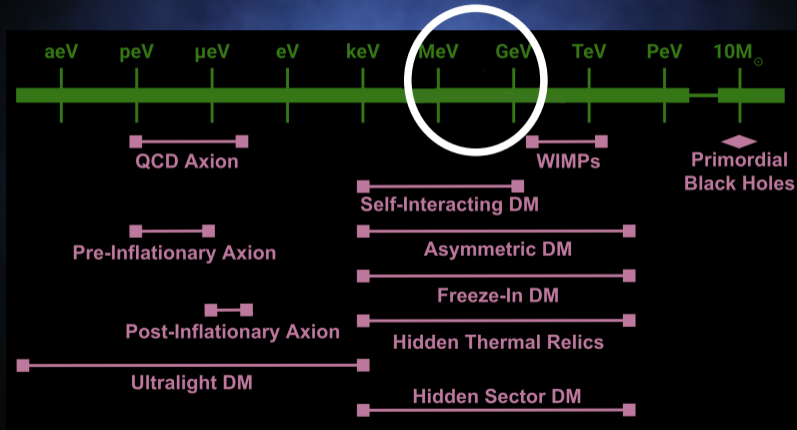 aeV peV μeV eV keV MeV GeV TeV PeV 10M☉
QCD Axion
WIMPs
Primordial
Black Holes
Self-Interacting DM
Pre-Inflationary Axion
Asymmetric DM
Freeze-In DM
Post-Inflationary Axion
Hidden Thermal Relics
Ultralight DM
Hidden Sector DM